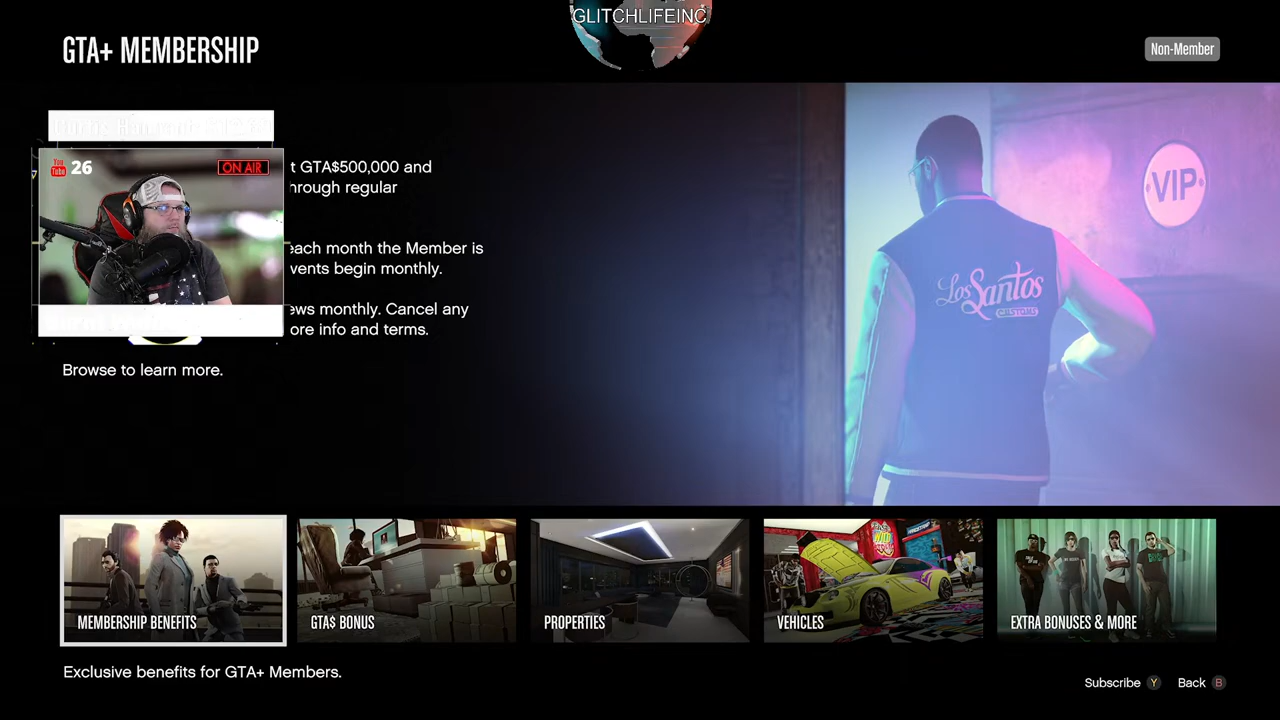 GLITCHLIFEINC
GTA+ MEMBERSHIP
Non-Member
You Tube 26
ON AIR
t GTA$500,000 and
hrough regular
VIP
each month the Member is
vents begin monthly.
Los Santos
CUSTOMS
ews monthly. Cancel any
ore info and terms.
Browse to learn more.
MEMBERSHIP BENEFITS
GTA$ BONUS
PROPERTIES
VEHICLES
EXTRA BONUSES & MORE
Exclusive benefits for GTA+ Members.
Subscribe Y
Back B